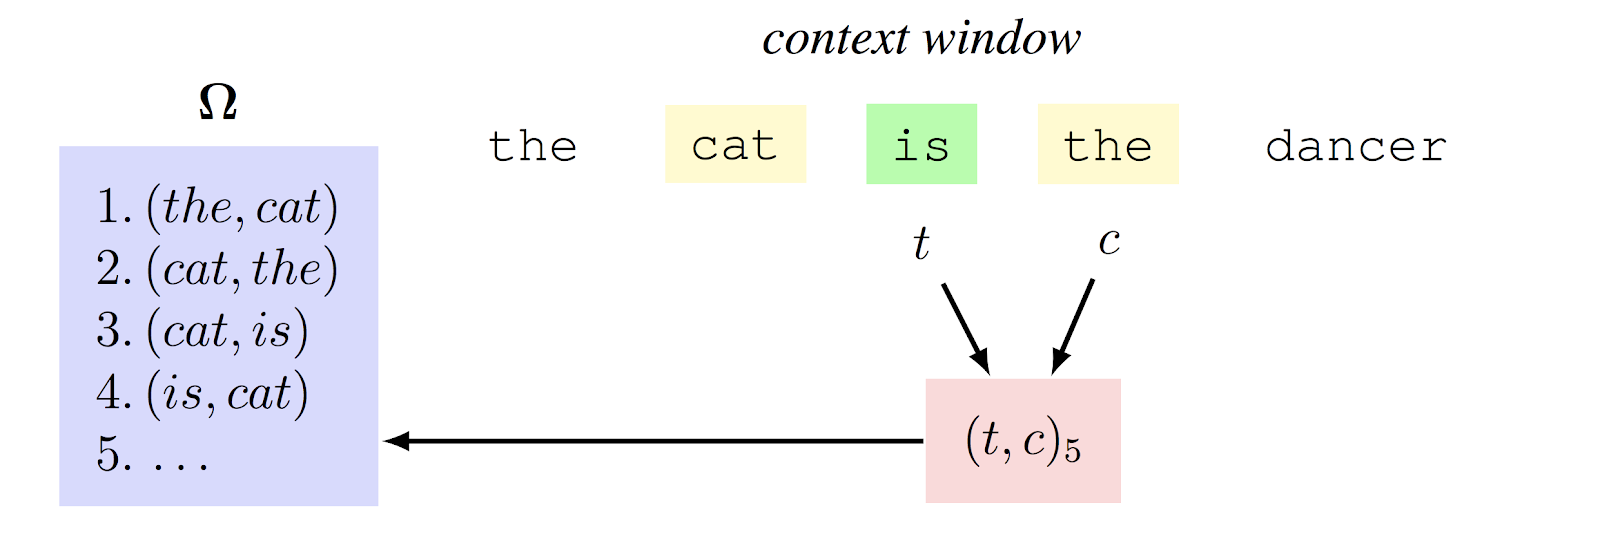 context window
Ω
the cat is the dancer
1. (the, cat)
2. (cat, the)
3. (cat, is)
4. (is, cat)
5. ...
t c
(t, c)₅